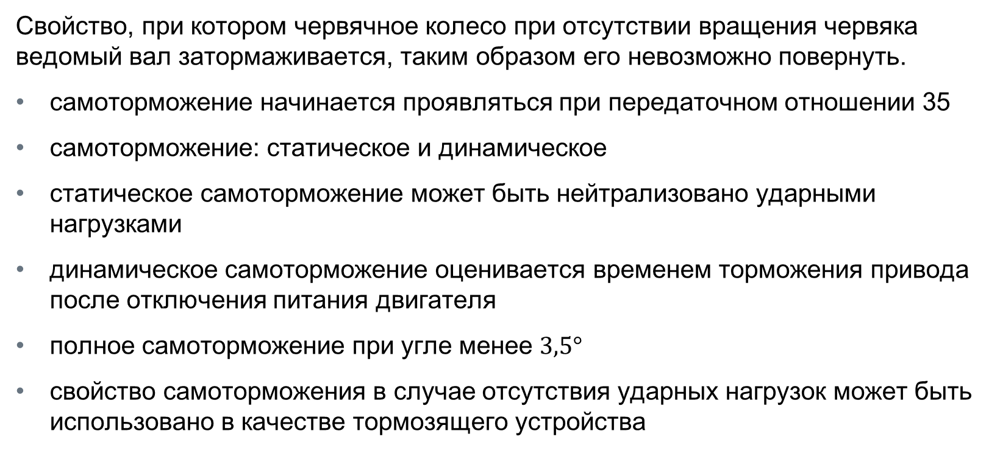 Свойство, при котором червячное колесо при отсутствии вращения червяка
ведомый вал затормаживается, таким образом его невозможно повернуть.
• самоторможение начинается проявляться при передаточном отношении 35
• самоторможение: статическое и динамическое
• статическое самоторможение может быть нейтрализовано ударными
нагрузками
• динамическое самоторможение оценивается временем торможения привода
после отключения питания двигателя
• полное самоторможение при угле менее 3,5°
• свойство самоторможения в случае отсутствия ударных нагрузок может быть
использовано в качестве тормозящего устройства